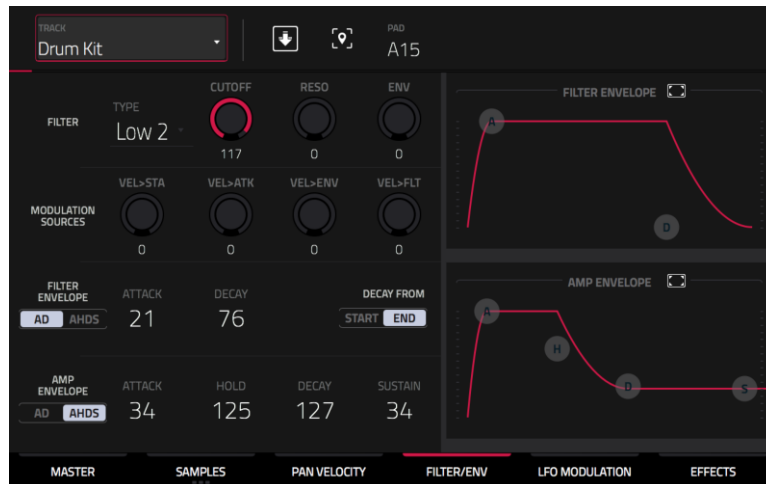 TRACK
Drum Kit
PAD
A15
FILTER
TYPE
Low 2
CUTOFF
117
RESO
0
ENV
0
MODULATION
SOURCES
VEL>STA
0
VEL>ATK
0
VEL>ENV
0
VEL>FLT
0
FILTER
ENVELOPE
AD AHDS
ATTACK
21
DECAY
76
DECAY FROM
START END
AMP
ENVELOPE
AD AHDS
ATTACK
34
HOLD
125
DECAY
127
SUSTAIN
34
FILTER ENVELOPE
A
D
AMP ENVELOPE
A
H
D
S
MASTER SAMPLES PAN VELOCITY FILTER/ENV LFO MODULATION EFFECTS